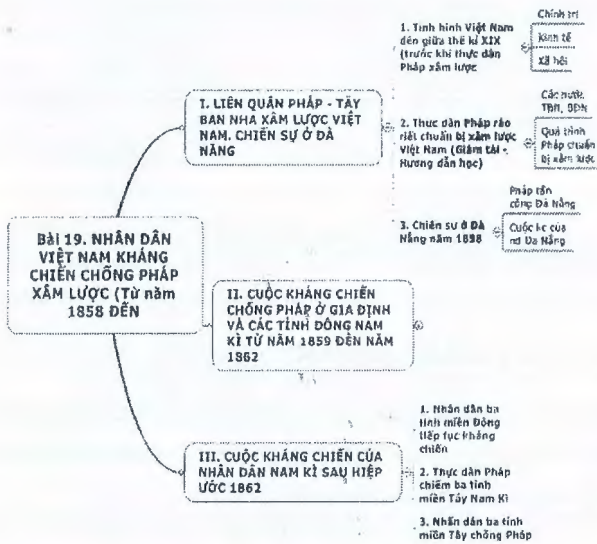 Bài 19. NHÂN DÂN
VIỆT NAM KHÁNG
CHIẾN CHỐNG PHÁP
XÂM LƯỢC (Từ năm
1858 ĐẾN
I. LIÊN QUÂN PHÁP - TÂY
BAN NHA XÂM LƯỢC VIỆT
NAM. CHIẾN SỰ Ở ĐÀ
NẴNG
1. Tình hình Việt Nam
đến giữa thế kỉ XIX
(trước khi thực dân
Pháp xâm lược
Chính trị
Kinh tế
Xã hội
2. Thực dân Pháp ráo
riết chuẩn bị xâm lược
Việt Nam (Giảm tải -
Hướng dẫn học)
Các nước
TBN, BĐN
Quá trình
Pháp chuẩn
bị xâm lược
3. Chiến sự ở Đà
Nẵng năm 1858
Pháp tấn
công Đà Nẵng
Cuộc kc của
nd Đà Nẵng
II. CUỘC KHÁNG CHIẾN
CHỐNG PHÁP Ở GIA ĐỊNH
VÀ CÁC TỈNH ĐÔNG NAM
KÌ TỪ NĂM 1859 ĐẾN NĂM
1862
III. CUỘC KHÁNG CHIẾN CỦA
NHÂN DÂN NAM KÌ SAU HIỆP
ƯỚC 1862
1. Nhân dân ba
tỉnh miền Đông
tiếp tục kháng
chiến
2. Thực dân Pháp
chiếm ba tỉnh
miền Tây Nam Kì
3. Nhân dân ba tỉnh
miền Tây chống Pháp